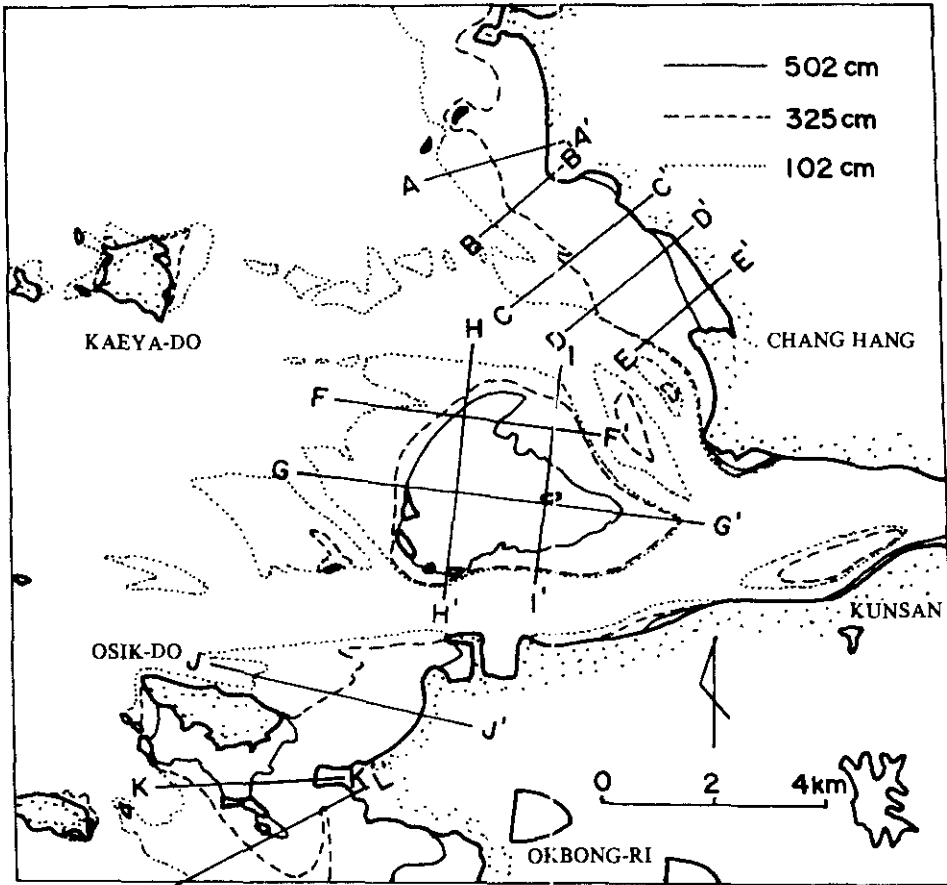 502 cm
325 cm
102 cm
A
A'
B
B'
C
C'
D
D'
E
E'
KAEYA-DO
CHANG HANG
H
I
F
F'
G
G'
H'
I'
KUNSAN
OSIK-DO
J
J'
K
K'
L'
0 2 4km
OKBONG-RI